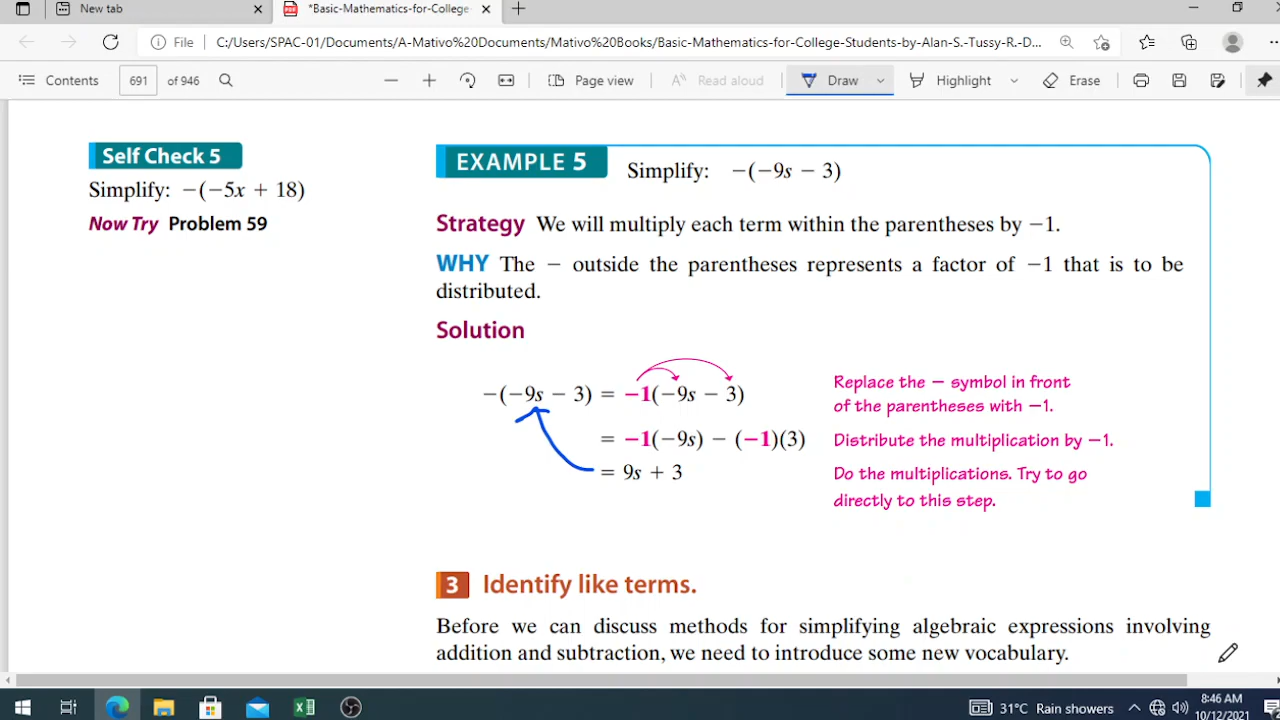 New tab
*Basic-Mathematics-for-College-
File
C:/Users/SPAC-01/Documents/A-Mativo%20Documents/Mativo%20Books/Basic-Mathematics-for-College-Students-by-Alan-S.-Tussy-R.-D...
Contents 691 of 946 Page view Read aloud Draw Highlight Erase
Self Check 5
Simplify: −(−5x + 18)
Now Try Problem 59
EXAMPLE 5 Simplify: −(−9s − 3)
Strategy We will multiply each term within the parentheses by −1.
WHY The − outside the parentheses represents a factor of −1 that is to be
distributed.
Solution
−(−9s − 3) = −1(−9s − 3)
Replace the − symbol in front
of the parentheses with −1.
= −1(−9s) − (−1)(3) Distribute the multiplication by −1.
= 9s + 3 Do the multiplications. Try to go
directly to this step.
3 Identify like terms.
Before we can discuss methods for simplifying algebraic expressions involving
addition and subtraction, we need to introduce some new vocabulary.
31°C Rain showers
8:46 AM
10/12/2021